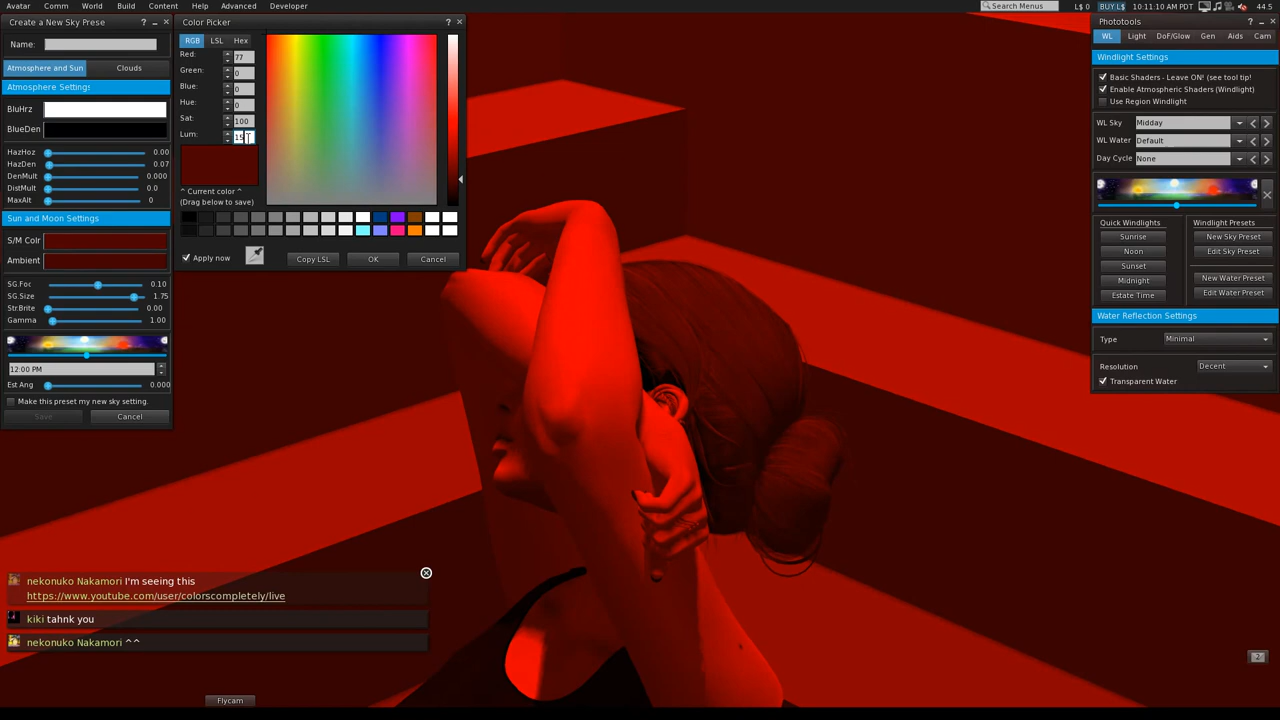 Avatar Comm World Build Content Help Advanced Developer
Search Menus L$ 0 BUY L$ 10:11:10 AM PDT 44.5
Create a New Sky Prese ? _ ×
Name:
Atmosphere and Sun Clouds
Atmosphere Settings
BluHrz
BlueDen
HazHoz 0.00
HazDen 0.07
DenMult 0.000
DistMult 0.0
MaxAlt 0
Sun and Moon Settings
S/M Colr
Ambient
SG.Foc 0.10
SG.Size 1.75
Str.Brite 0.00
Gamma 1.00
12:00 PM
Est Ang 0.000
Make this preset my new sky setting.
Save Cancel
Color Picker
RGB LSL Hex
Red: 77
Green: 0
Blue: 0
Hue: 0
Sat: 100
Lum: 15
^ Current color ^
(Drag below to save)
Apply now
Copy LSL OK Cancel
Phototools ? _ ×
WL Light DoF/Glow Gen Aids Cam
Windlight Settings
Basic Shaders - Leave ON! (see tool tip!
Enable Atmospheric Shaders (Windlight)
Use Region Windlight
WL Sky Midday
WL Water Default
Day Cycle None
Quick Windlights Windlight Presets
Sunrise New Sky Preset
Noon Edit Sky Preset
Sunset
Midnight New Water Preset
Estate Time Edit Water Preset
Water Reflection Settings
Type Minimal
Resolution Decent
Transparent Water
nekonuko Nakamori I'm seeing this
https://www.youtube.com/user/colorscompletely/live
kiki tahnk you
nekonuko Nakamori ^^
Flycam